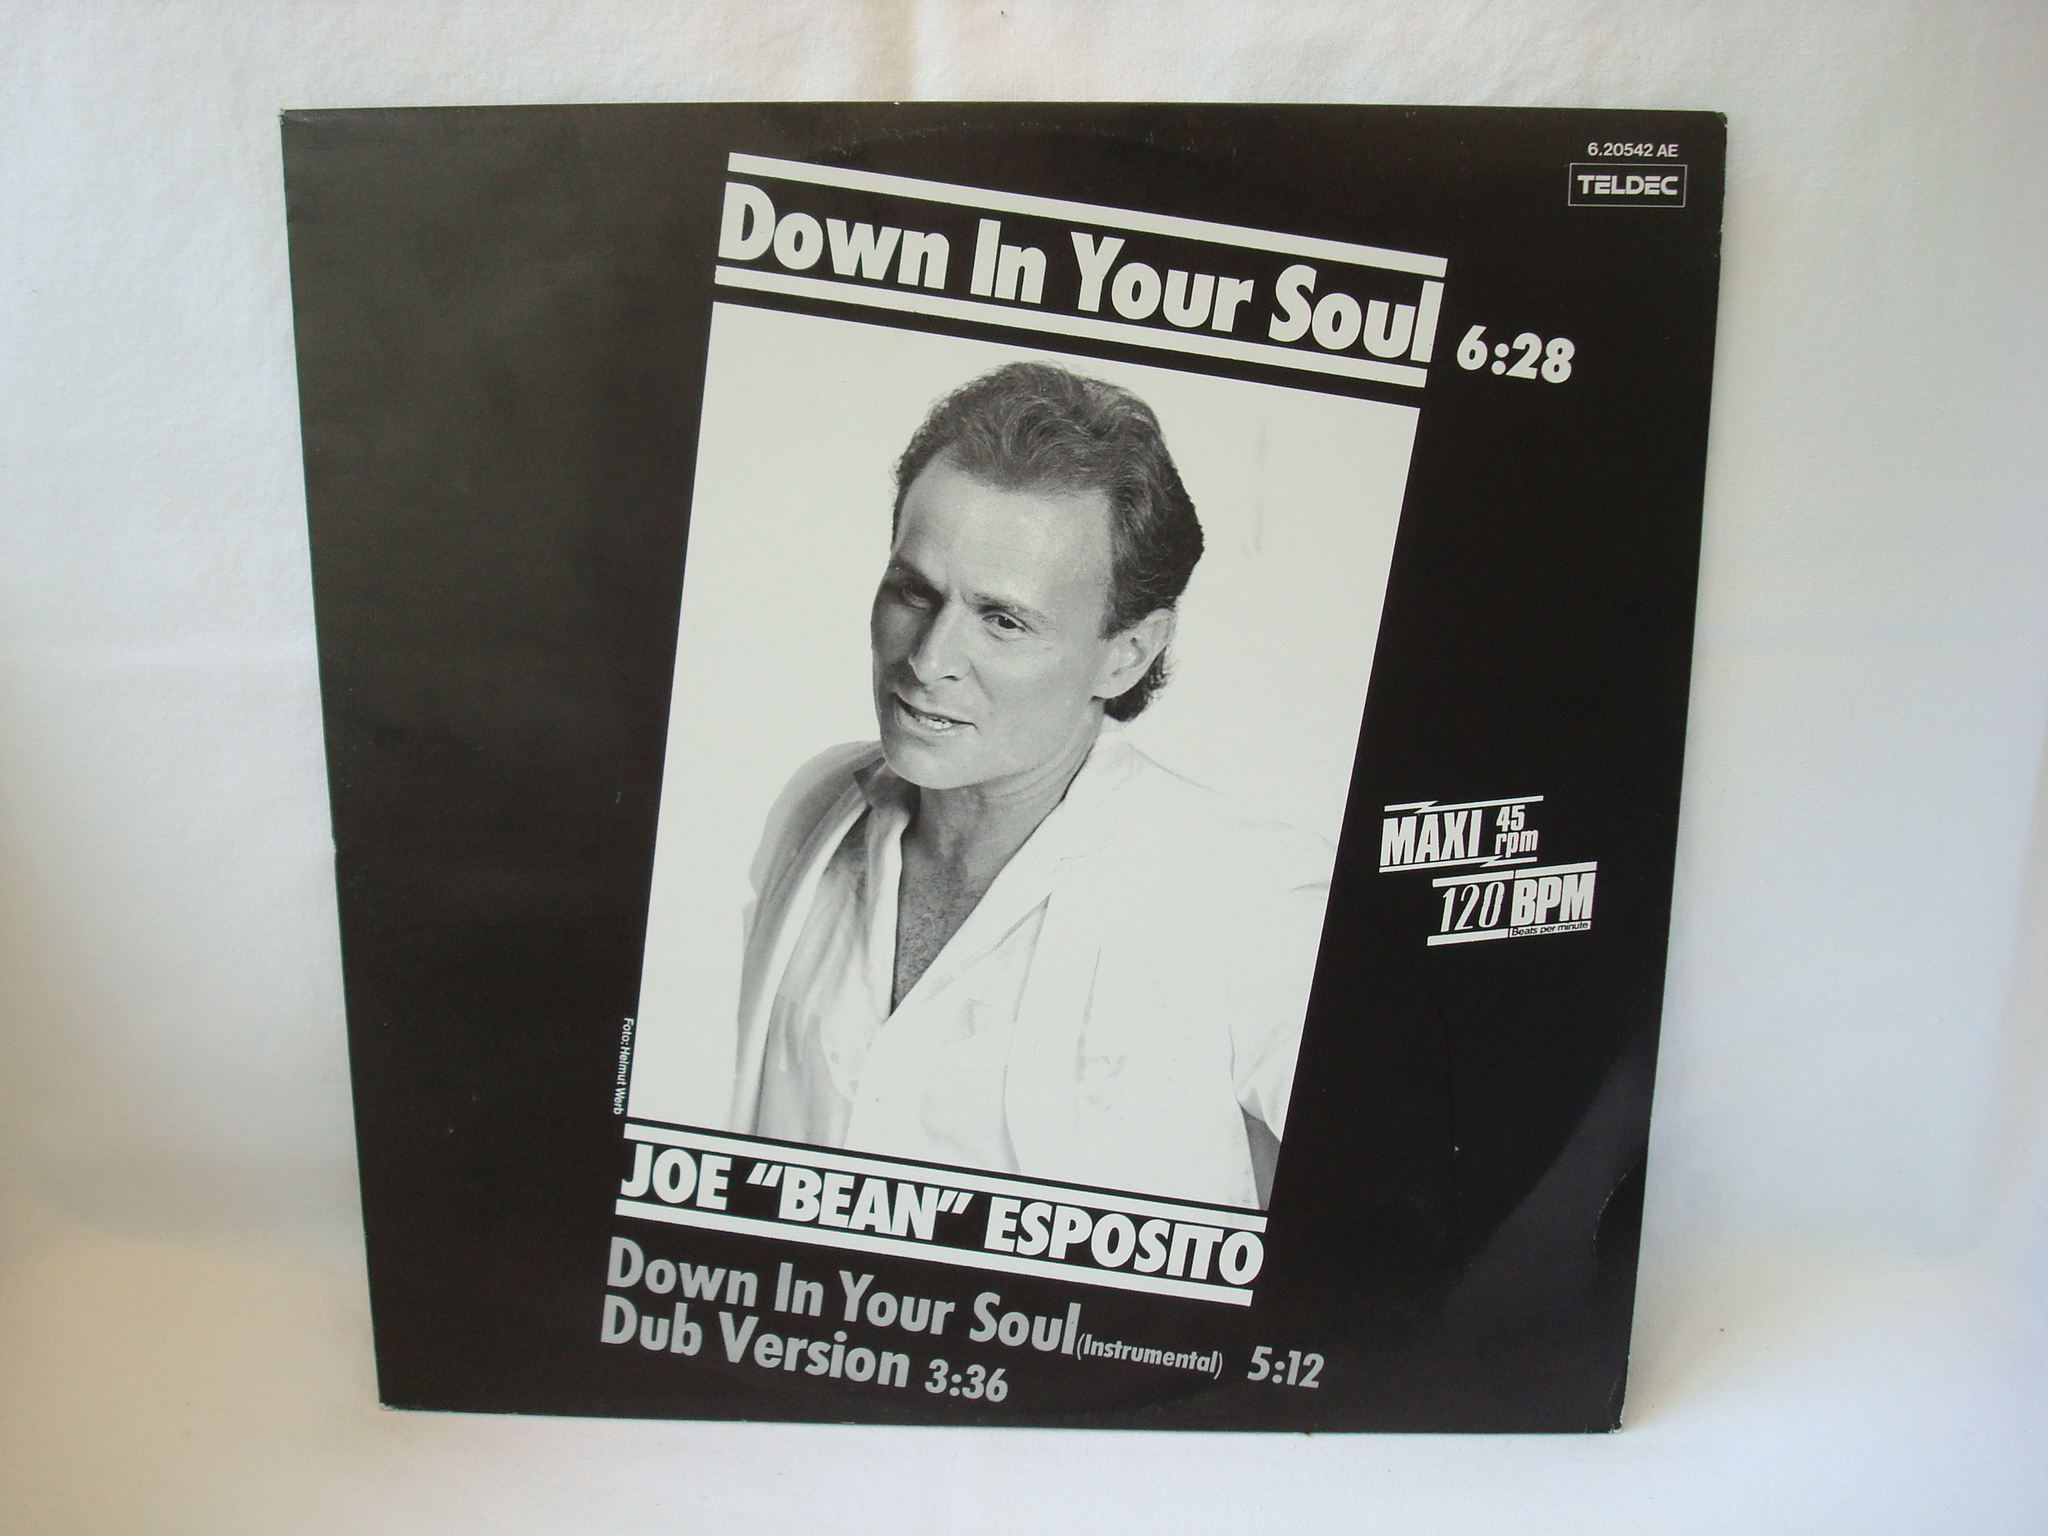 6.20542 AE
TELDEC
Down In Your Soul 6:28
MAXI 45 rpm
120 BPM
Beats per minute
Foto: Helmut Werb
JOE “BEAN” ESPOSITO
Down In Your Soul (Instrumental) 5:12
Dub Version 3:36